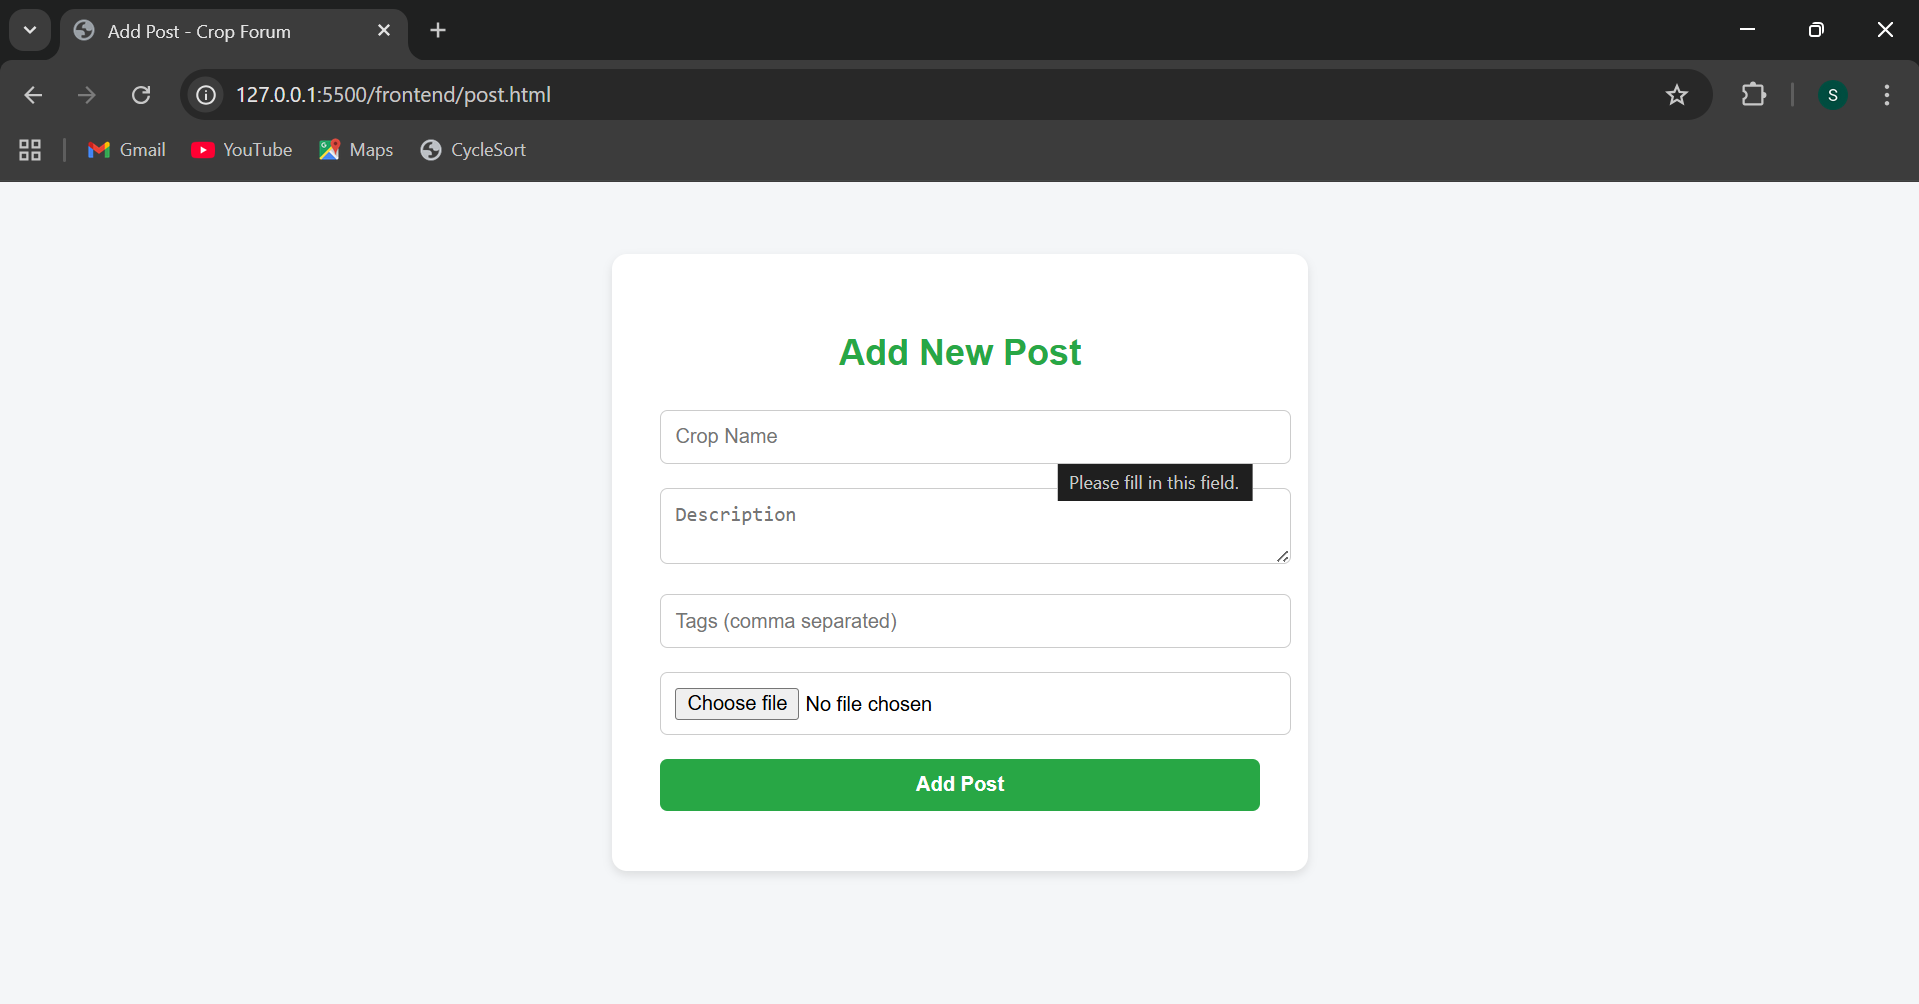 Add Post - Crop Forum
127.0.0.1:5500/frontend/post.html
S
Gmail
YouTube
Maps
CycleSort
Add New Post
Crop Name
Please fill in this field.
Description
Tags (comma separated)
Choose file No file chosen
Add Post